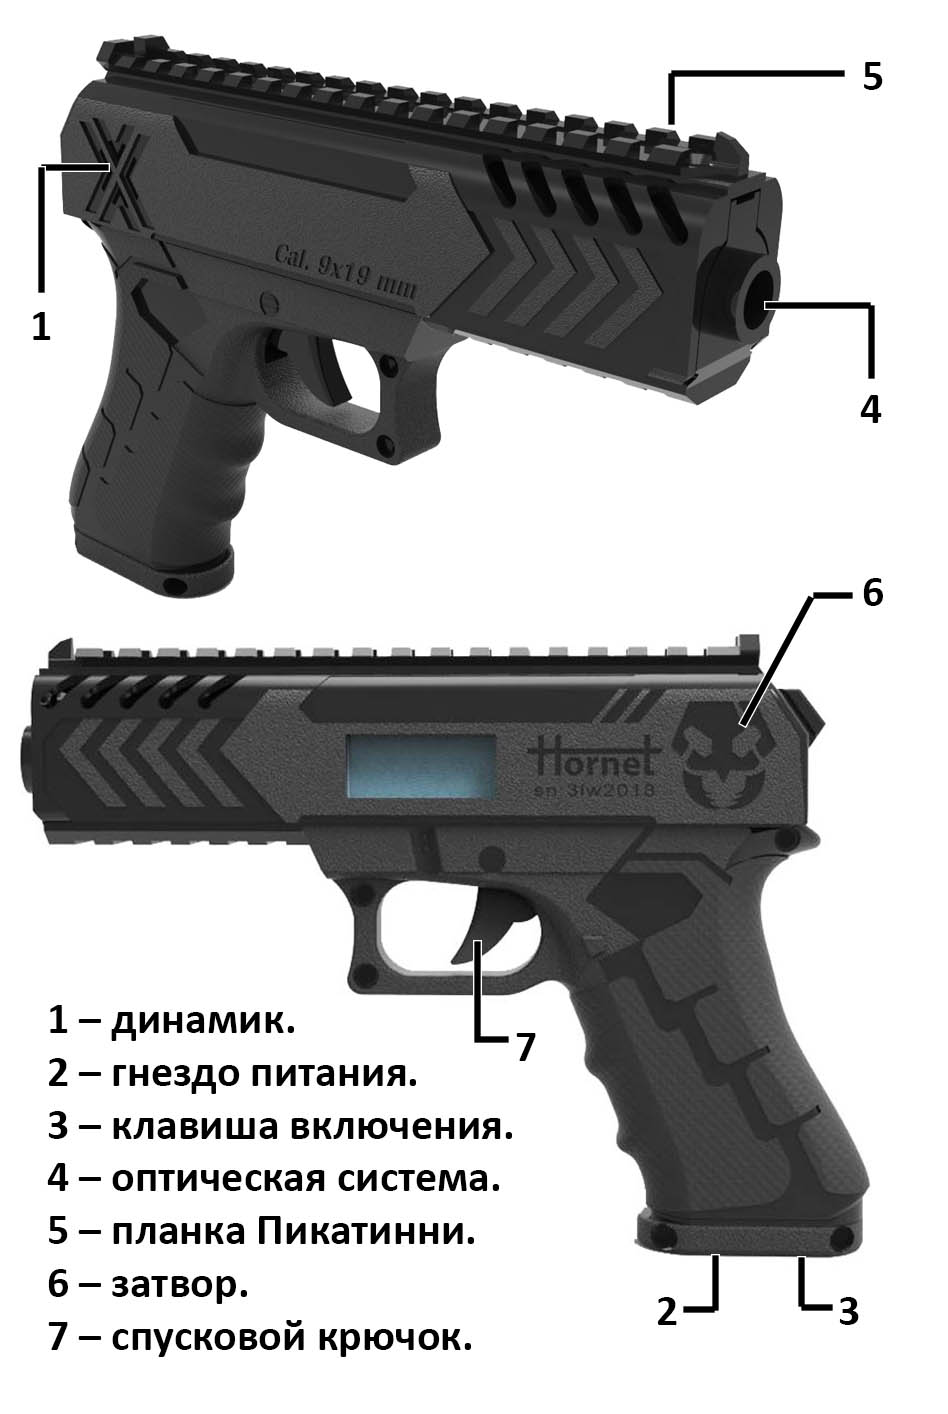 5
Cal. 9x19 mm
1
4
6
Hornet
sn 3lw2018
7
1 – динамик.
2 – гнездо питания.
3 – клавиша включения.
4 – оптическая система.
5 – планка Пикатинни.
6 – затвор.
7 – спусковой крючок.
2
3